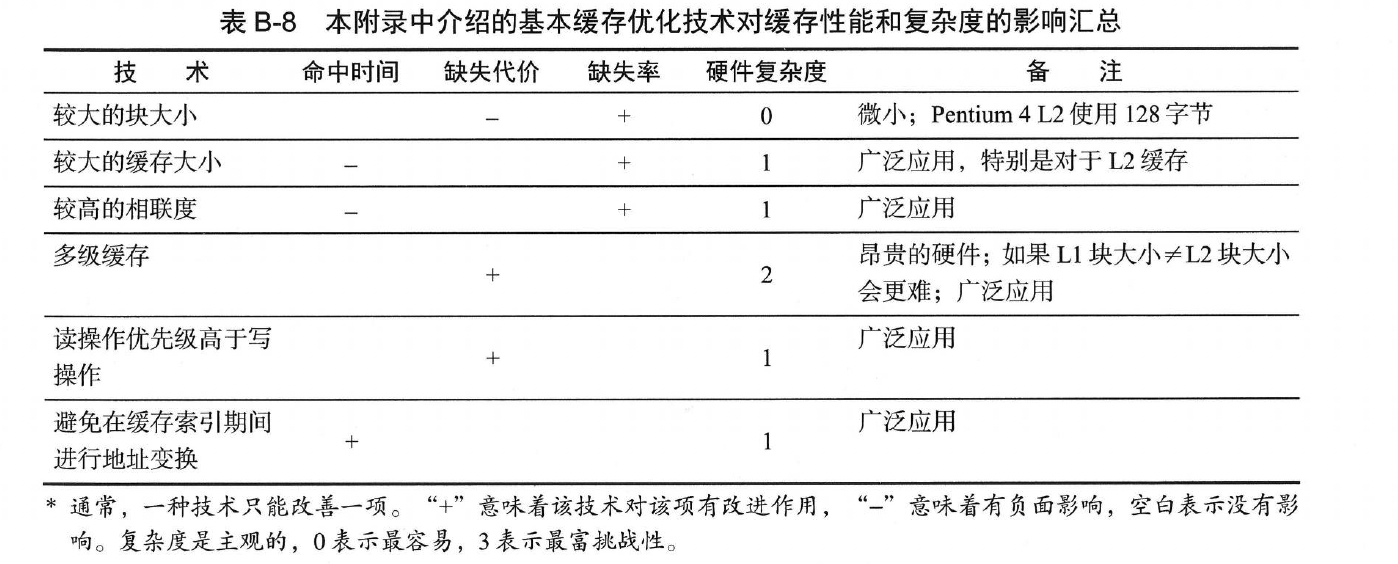 表 B-8 本附录中介绍的基本缓存优化技术对缓存性能和复杂度的影响汇总
技 术 命中时间 缺失代价 缺失率 硬件复杂度 备 注
较大的块大小 – + 0 微小；Pentium 4 L2 使用 128 字节
较大的缓存大小 – + 1 广泛应用，特别是对于 L2 缓存
较高的相联度 – + 1 广泛应用
多级缓存 + 2 昂贵的硬件；如果 L1 块大小≠L2 块大小
会更难；广泛应用
读操作优先级高于写 + 1 广泛应用
操作
避免在缓存索引期间 + 1 广泛应用
进行地址变换
* 通常，一种技术只能改善一项。“+”意味着该技术对该项有改进作用，“–”意味着有负面影响，空白表示没有影
响。复杂度是主观的，0 表示最容易，3 表示最富挑战性。